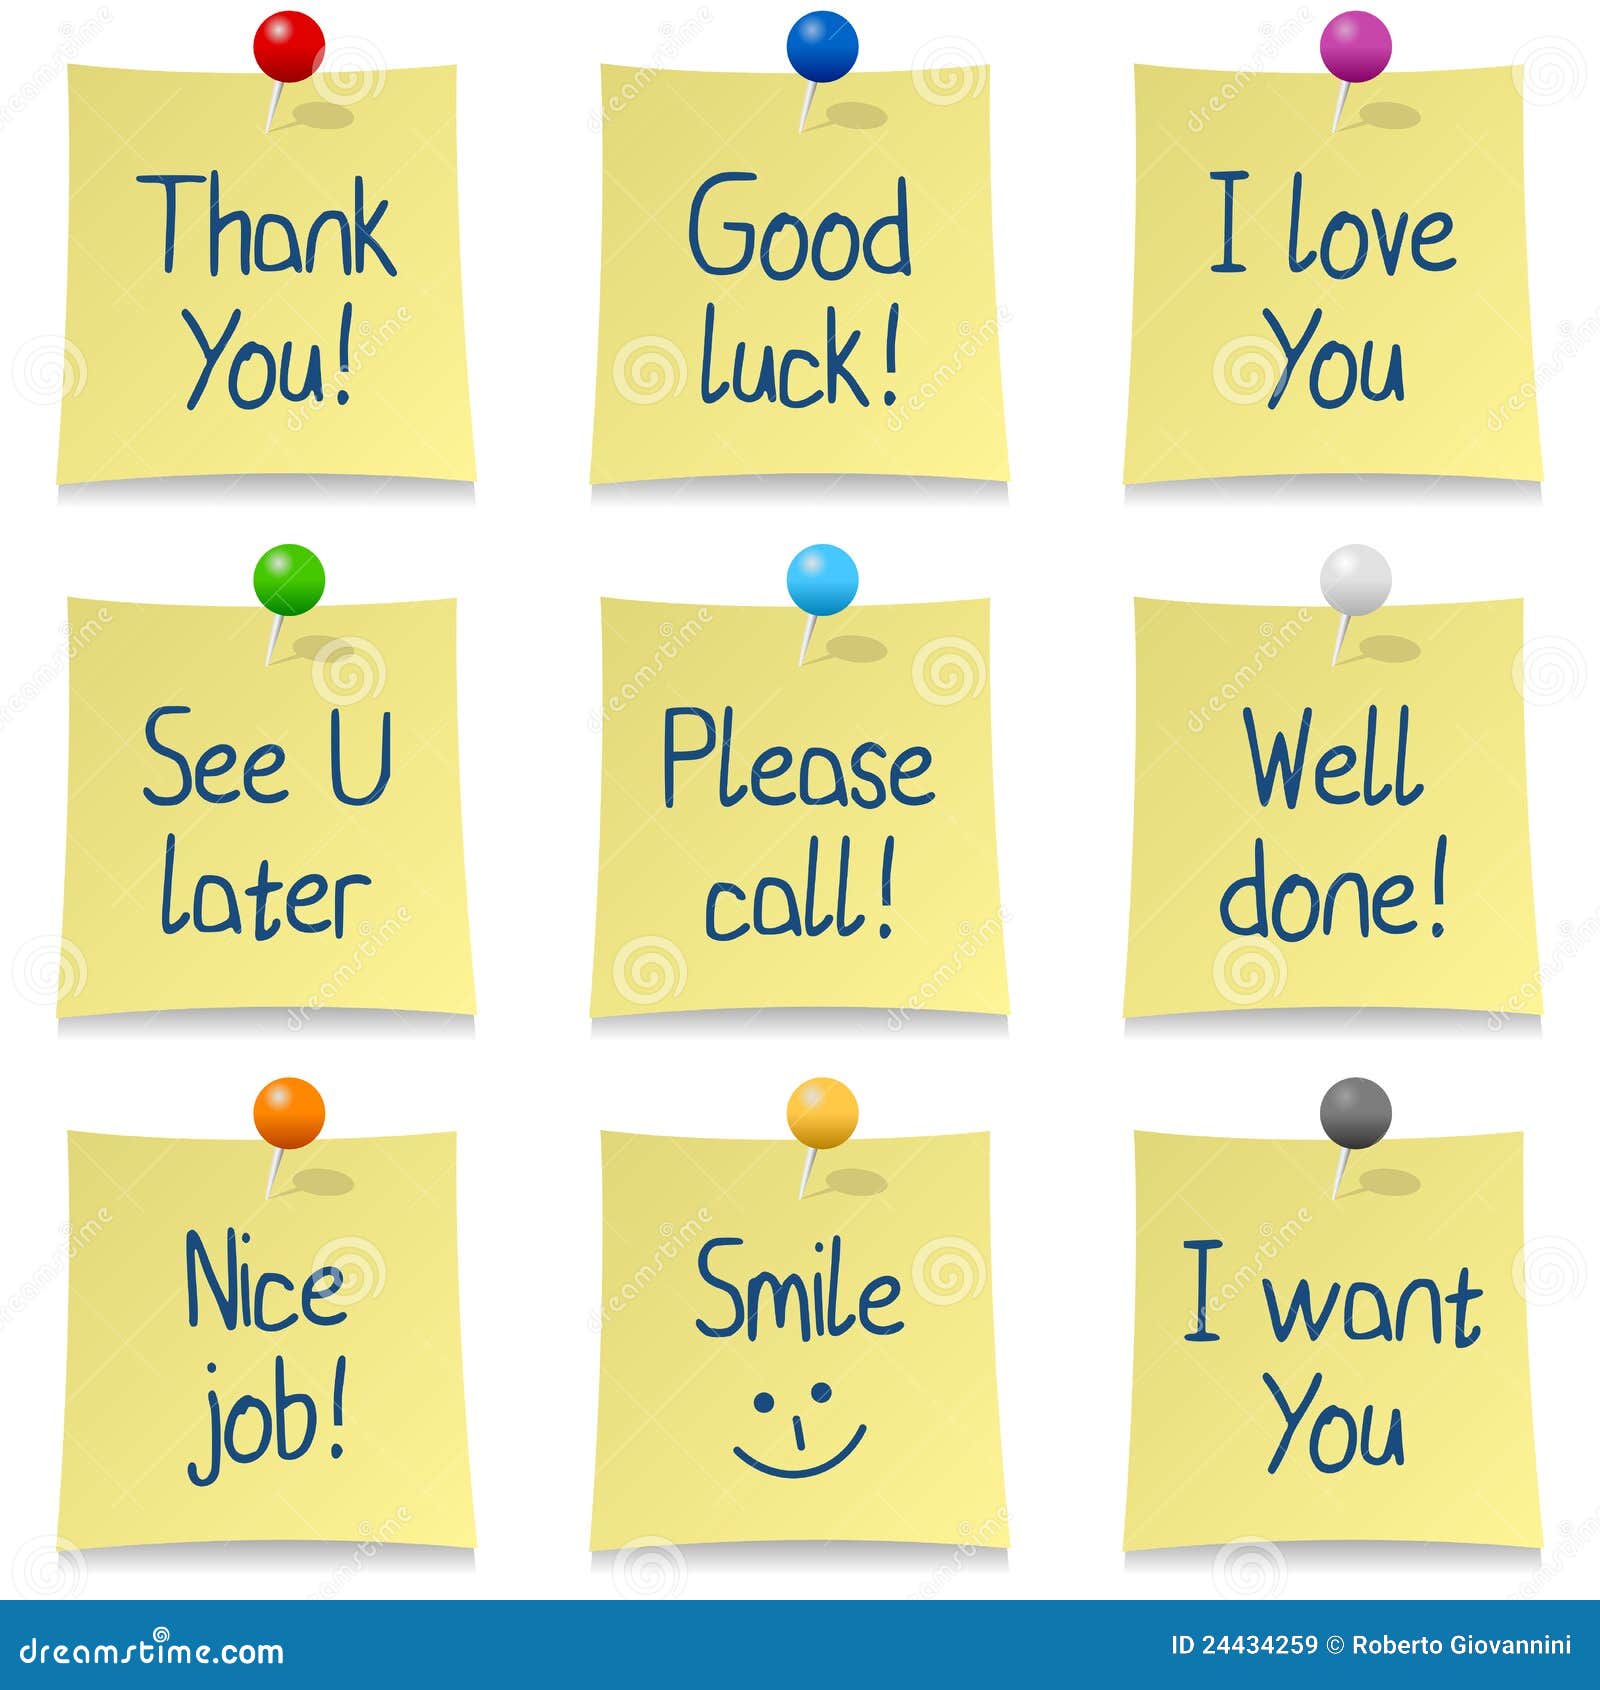 Thank
You!
Good
luck!
I love
You
See U
later
Please
call!
Well
done!
Nice
job!
Smile
I want
You
dreamstime.com
ID 24434259 © Roberto Giovannini